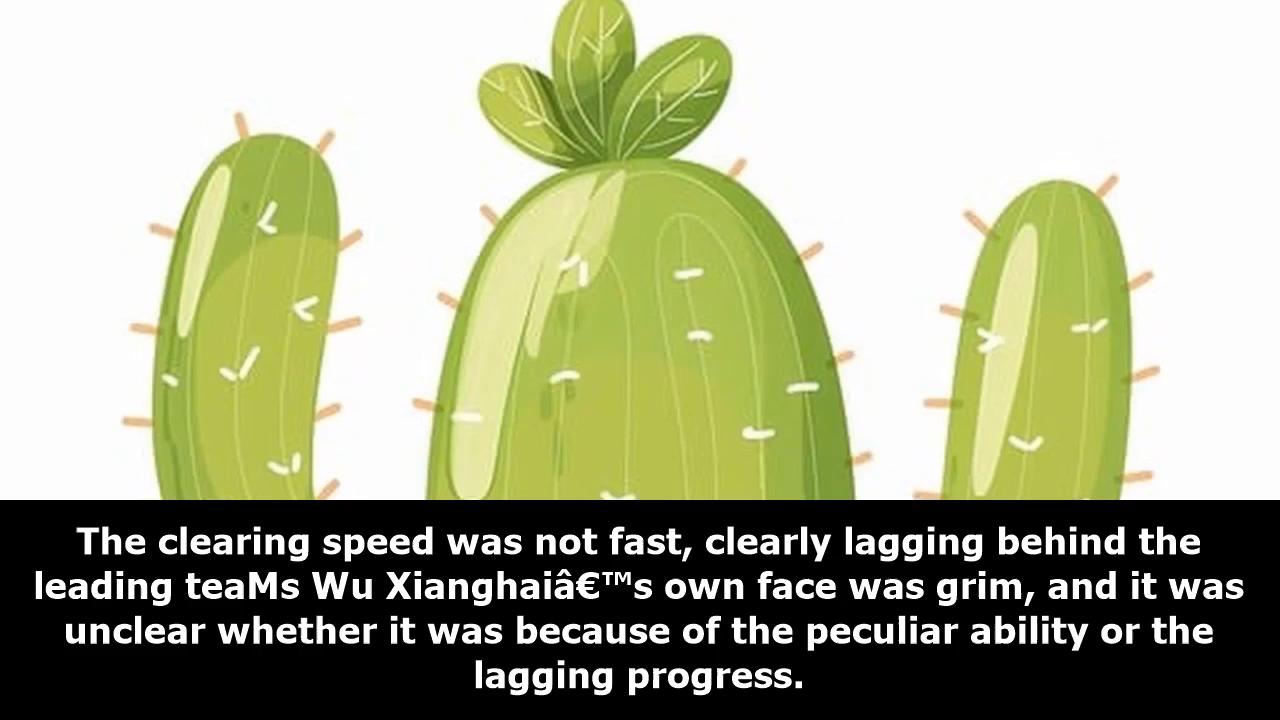 The clearing speed was not fast, clearly lagging behind the
leading teaMs Wu Xianghaiâ€™s own face was grim, and it was
unclear whether it was because of the peculiar ability or the
lagging progress.